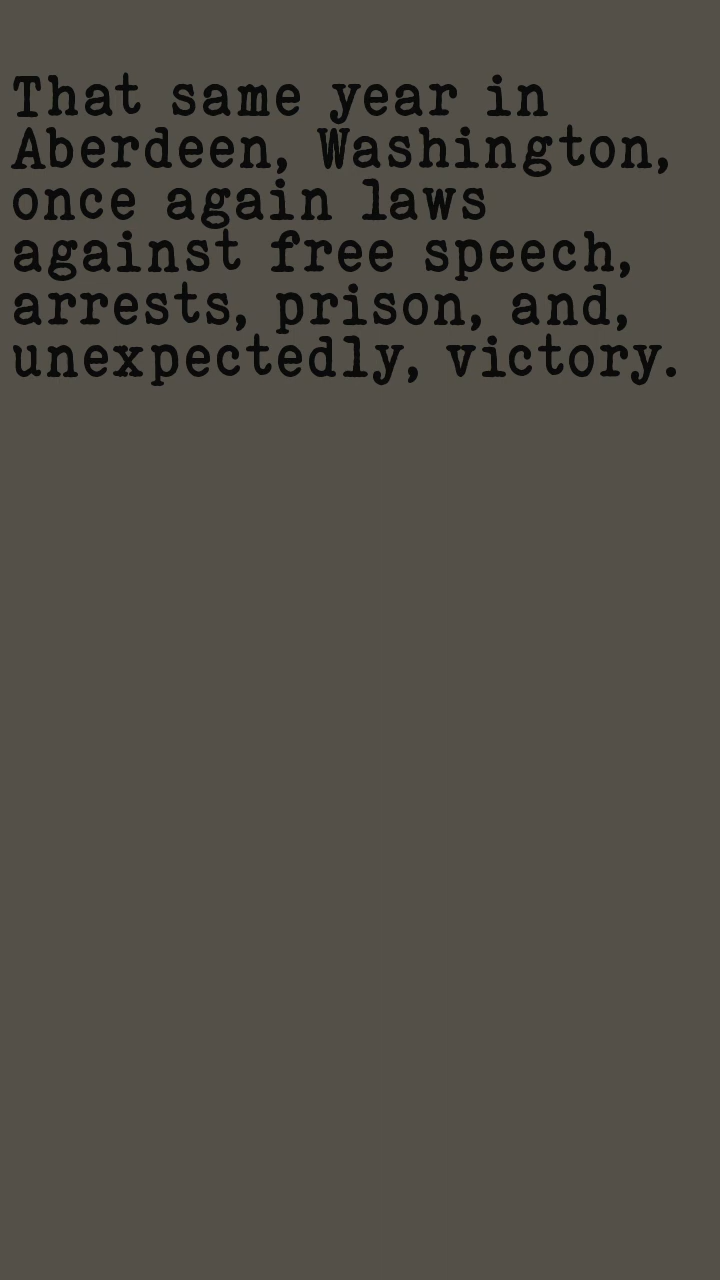 That same year in
Aberdeen, Washington,
once again laws
against free speech,
arrests, prison, and,
unexpectedly, victory.